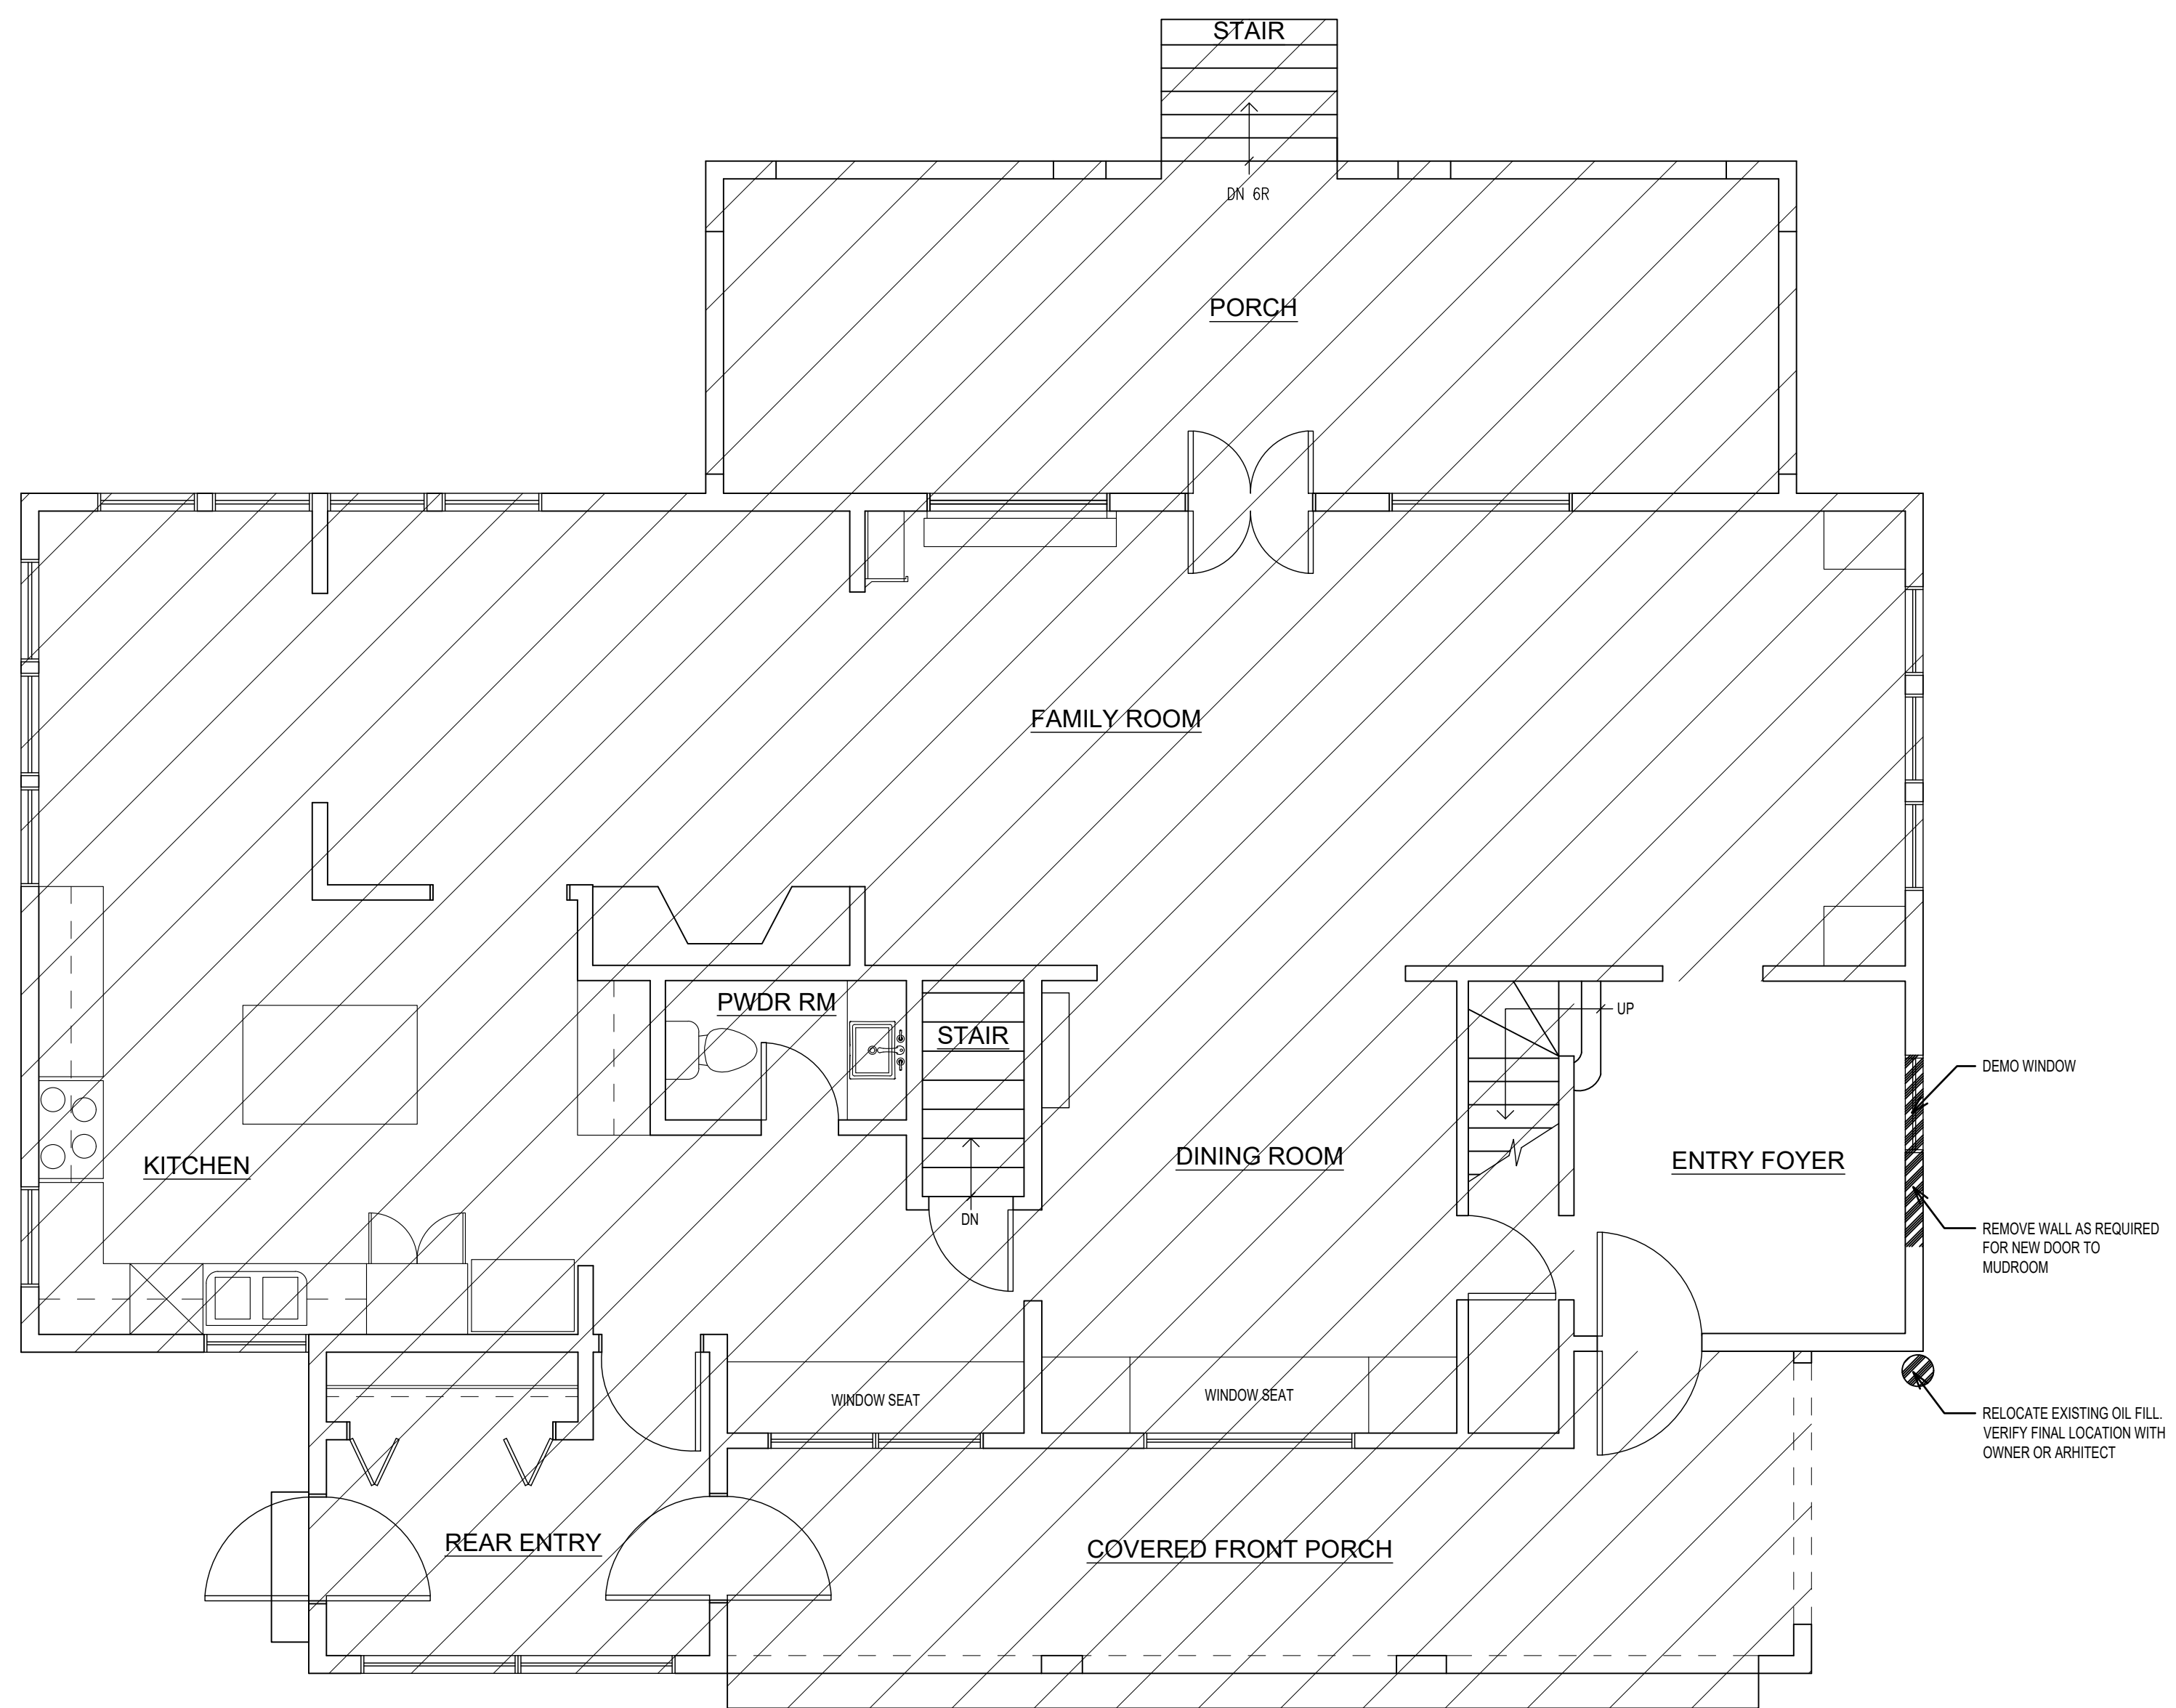 STAIR
DN 6R
PORCH
FAMILY ROOM
PWDR RM
STAIR
UP
DEMO WINDOW
KITCHEN
DINING ROOM
ENTRY FOYER
DN
REMOVE WALL AS REQUIRED
FOR NEW DOOR TO
MUDROOM
WINDOW SEAT
WINDOW SEAT
RELOCATE EXISTING OIL FILL.
VERIFY FINAL LOCATION WITH
OWNER OR ARHITECT
REAR ENTRY
COVERED FRONT PORCH